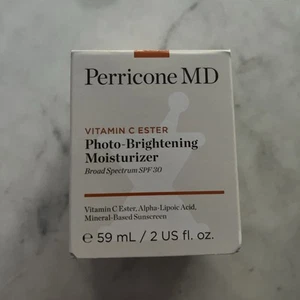 Perricone MD
VITAMIN C ESTER
Photo-Brightening
Moisturizer
Broad Spectrum SPF 30
Vitamin C Ester, Alpha-Lipoic Acid,
Mineral-Based Sunscreen
℮ 59 mL / 2 US fl. oz.